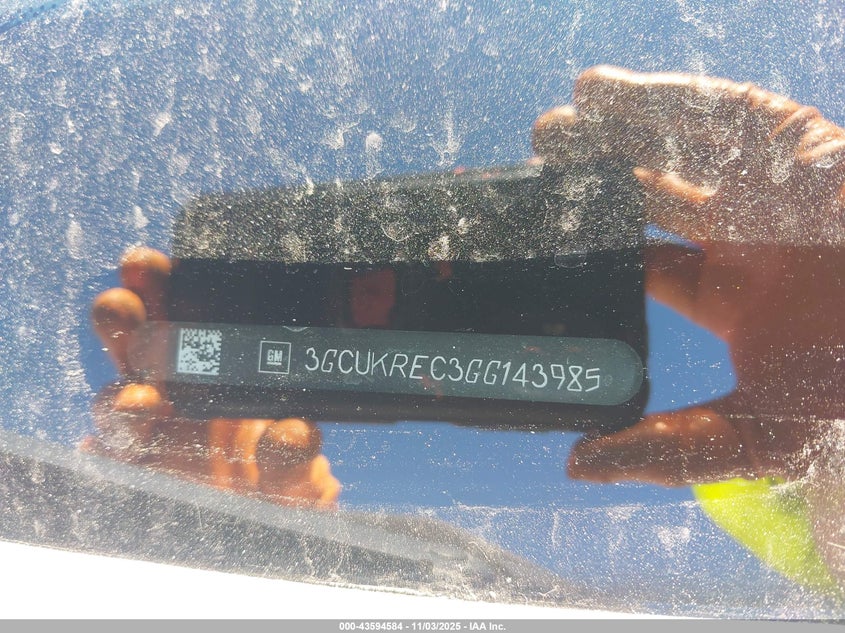 GM 3GCUKREC3GG143985
000-43594584 - 11/03/2025 - IAA Inc.